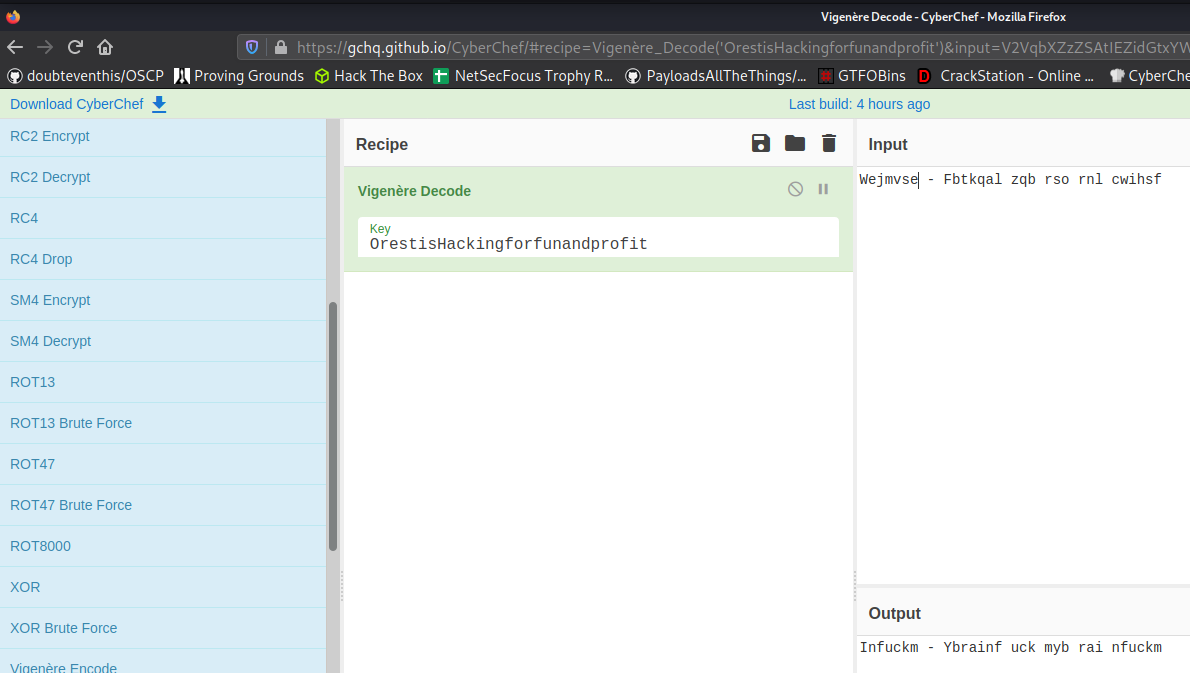 Vigenère Decode - CyberChef - Mozilla Firefox
https://gchq.github.io/CyberChef/#recipe=Vigenère_Decode('OrestisHackingforfunandprofit')&input=V2VqbXZzZSAtIEZidGtxYW
doubteventhis/OSCP Proving Grounds Hack The Box NetSecFocus Trophy R... PayloadsAllTheThings/... GTFOBins CrackStation - Online ... CyberChe
Download CyberChef Last build: 4 hours ago
RC2 Encrypt
RC2 Decrypt
RC4
RC4 Drop
SM4 Encrypt
SM4 Decrypt
ROT13
ROT13 Brute Force
ROT47
ROT47 Brute Force
ROT8000
XOR
XOR Brute Force
Vigenère Encode
Recipe
Vigenère Decode
Key
OrestisHackingforfunandprofit
Input
Wejmvse - Fbtkqal zqb rso rnl cwihsf
Output
Infuckm - Ybrainf uck myb rai nfuckm